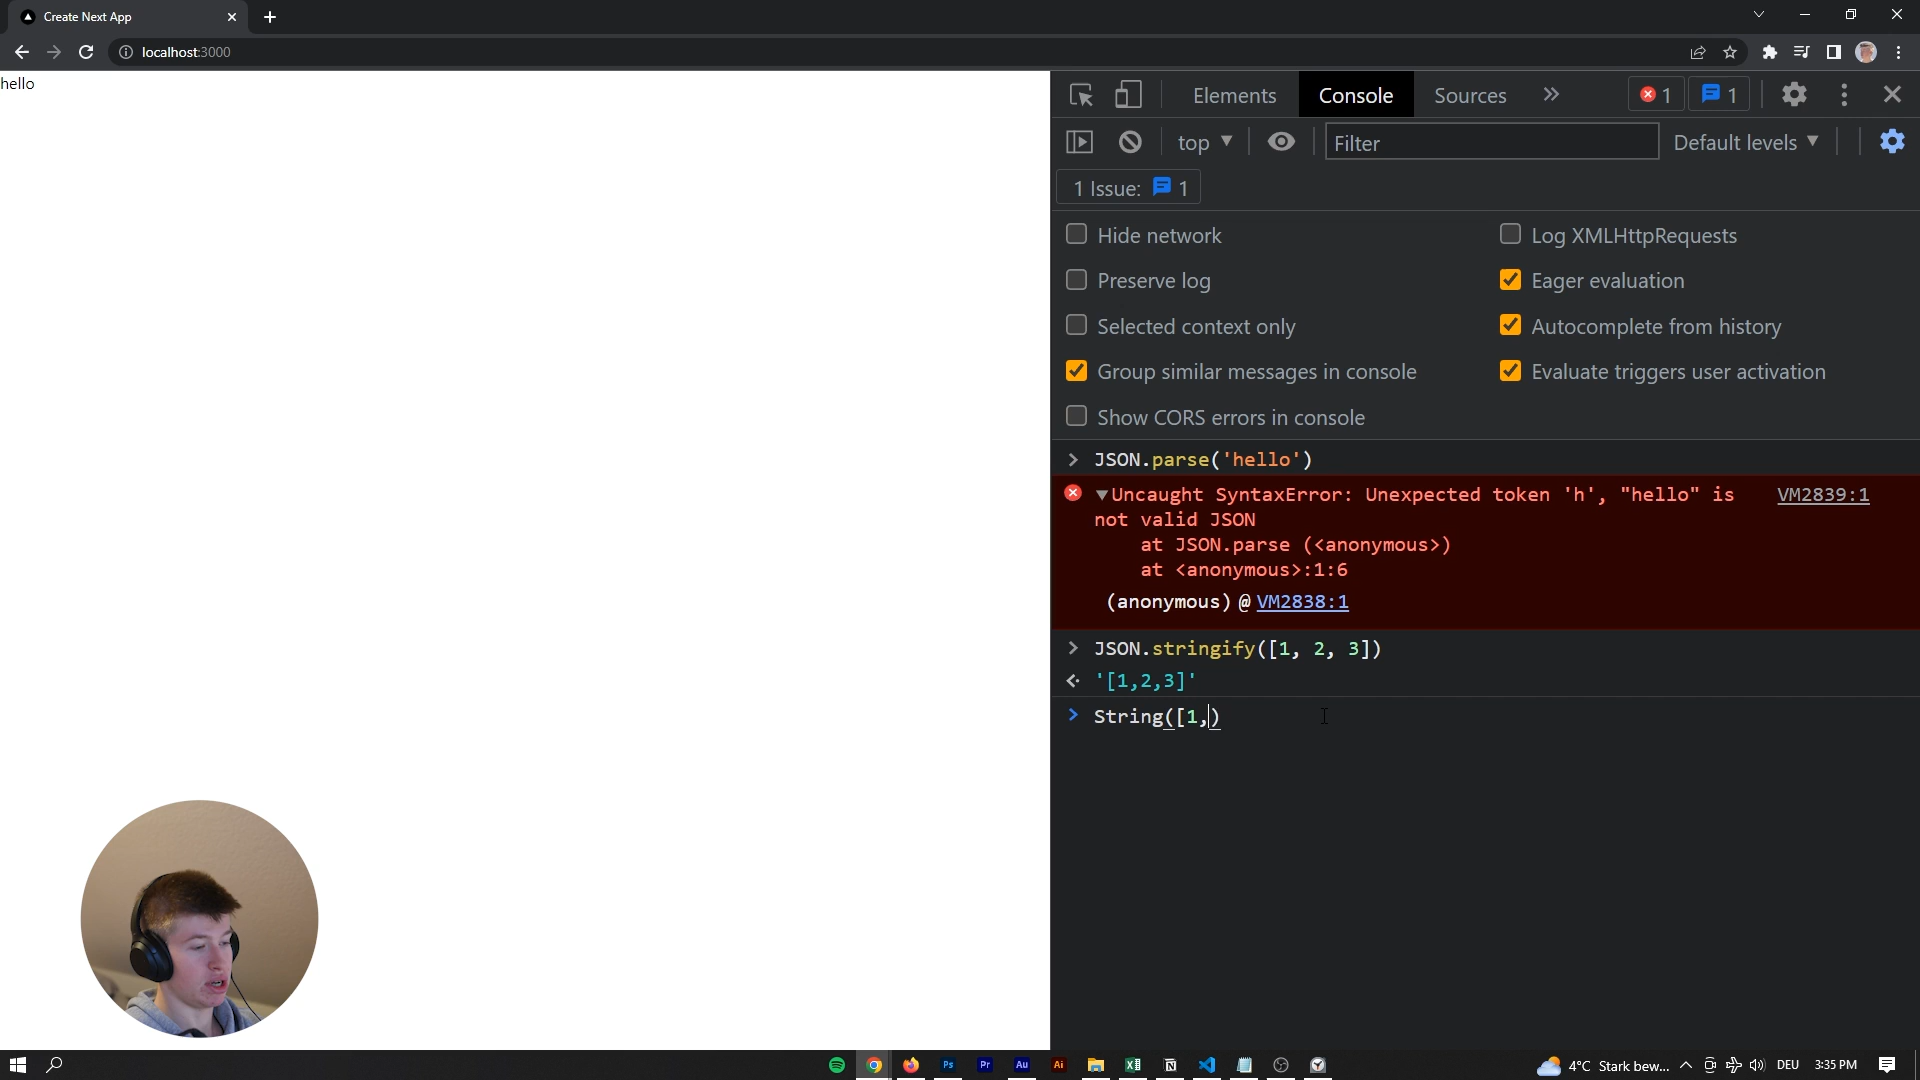 Create Next App
localhost:3000
hello
Elements
Console
Sources
1
1
top
Filter
Default levels
1 Issue: 1
Hide network
Log XMLHttpRequests
Preserve log
Eager evaluation
Selected context only
Autocomplete from history
Group similar messages in console
Evaluate triggers user activation
Show CORS errors in console
JSON.parse('hello')
Uncaught SyntaxError: Unexpected token 'h', "hello" is VM2839:1
not valid JSON
at JSON.parse (<anonymous>)
at <anonymous>:1:6
(anonymous) @ VM2838:1
JSON.stringify([1, 2, 3])
'[1,2,3]'
String([1,)
Ps
Pr
Au
Ai
4°C Stark bew...
DEU
3:35 PM